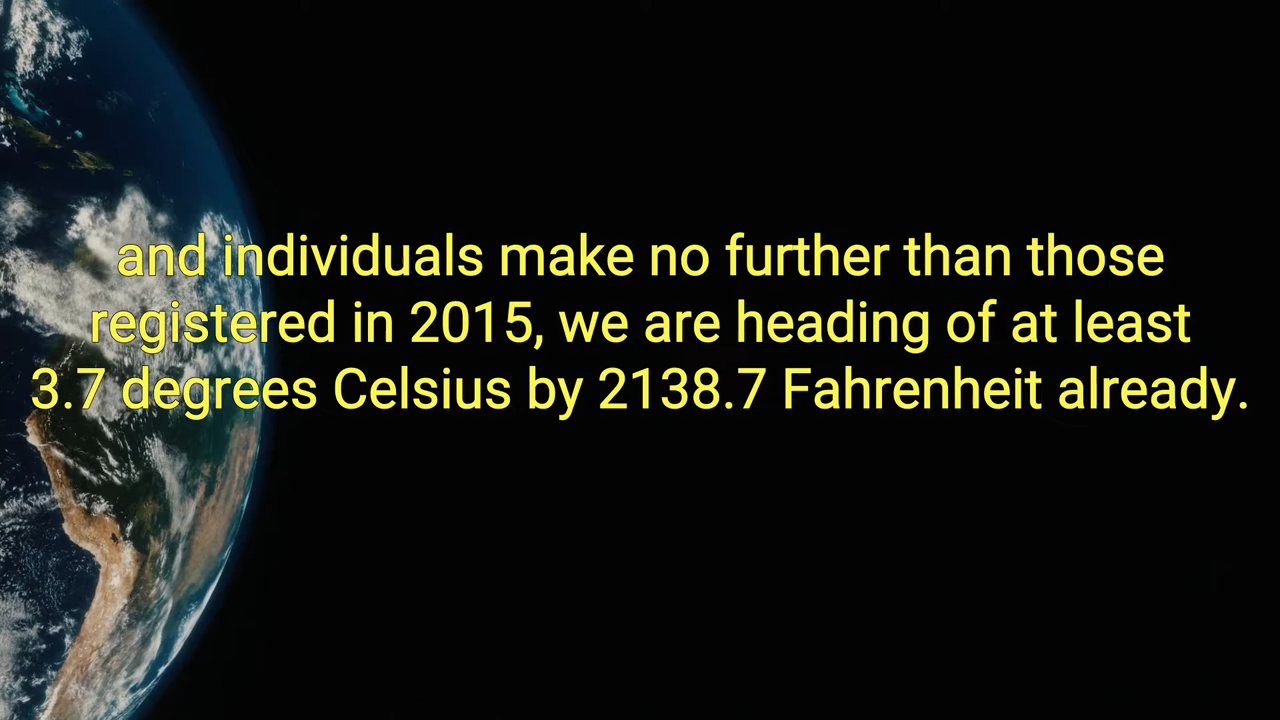 and individuals make no further than those
registered in 2015, we are heading of at least
3.7 degrees Celsius by 2138.7 Fahrenheit already.